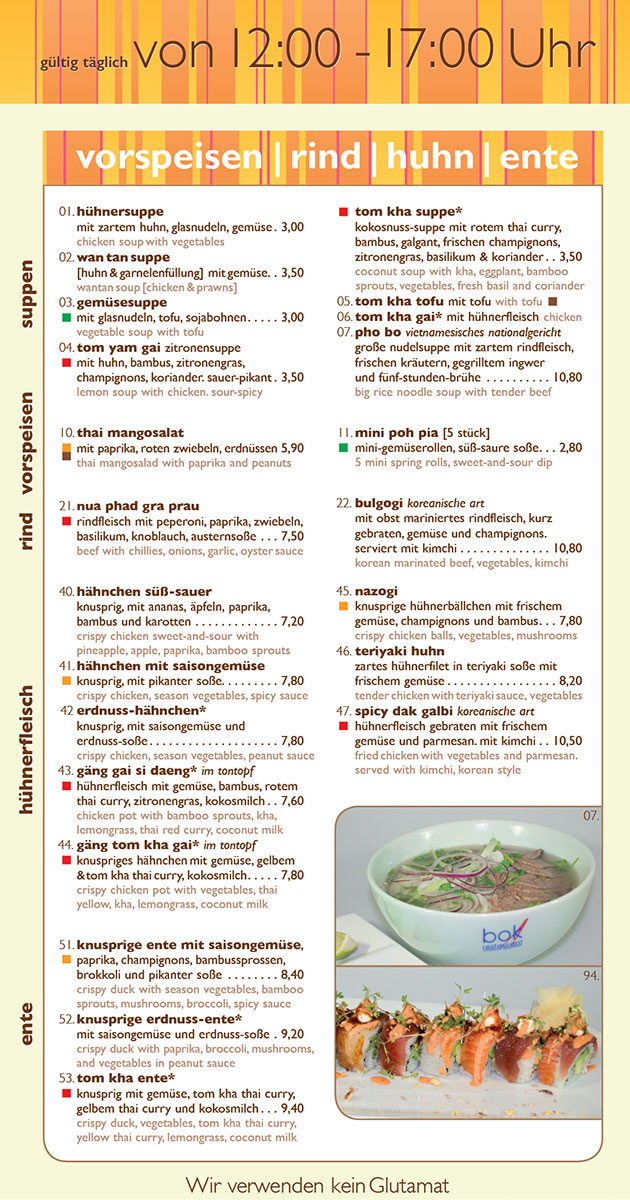 gültig täglich von 12:00 - 17:00 Uhr
vorspeisen | rind | huhn | ente
suppen
01. hühnersuppe
mit zartem huhn, glasnudeln, gemüse . 3,00
chicken soup with vegetables
02. wan tan suppe
[huhn & garnelenfüllung] mit gemüse. . 3,50
wantan soup [chicken & prawns]
03. gemüsesuppe
mit glasnudeln, tofu, sojabohnen. . . . . 3,00
vegetable soup with tofu
04. tom yam gai zitronensuppe
mit huhn, bambus, zitronengras,
champignons, koriander. sauer-pikant . 3,50
lemon soup with chicken. sour-spicy
tom kha suppe*
kokosnuss-suppe mit rotem thai curry,
bambus, galgant, frischen champignons,
zitronengras, basilikum & koriander . . 3,50
coconut soup with kha, eggplant, bamboo
sprouts, vegetables, fresh basil and coriander
05. tom kha tofu mit tofu with tofu
06. tom kha gai* mit hühnerfleisch chicken
07. pho bo vietnamesisches nationalgericht
große nudelsuppe mit zartem rindfleisch,
frischen kräutern, gegrilltem ingwer
und fünf-stunden-brühe . . . . . . . . . . 10,80
big rice noodle soup with tender beef
vorspeisen
10. thai mangosalat
mit paprika, roten zwiebeln, erdnüssen 5,90
thai mangosalad with paprika and peanuts
11. mini poh pia [5 stück]
mini-gemüserollen, süß-saure soße. . . 2,80
5 mini spring rolls, sweet-and-sour dip
rind
21. nua phad gra prau
rindfleisch mit peperoni, paprika, zwiebeln,
basilikum, knoblauch, austernsoße . . . 7,50
beef with chillies, onions, garlic, oyster sauce
22. bulgogi koreanische art
mit obst mariniertes rindfleisch, kurz
gebraten, gemüse und champignons.
serviert mit kimchi . . . . . . . . . . . . . . 10,80
korean marinated beef, vegetables, kimchi
hühnerfleisch
40. hähnchen süß-sauer
knusprig, mit ananas, äpfeln, paprika,
bambus und karotten . . . . . . . . . . . . . 7,20
crispy chicken sweet-and-sour with
pineapple, apple, paprika, bamboo sprouts
41. hähnchen mit saisongemüse
knusprig, mit pikanter soße. . . . . . . . . 7,80
crispy chicken, season vegetables, spicy sauce
42 erdnuss-hähnchen*
knusprig, mit saisongemüse und
erdnuss-soße. . . . . . . . . . . . . . . . . . . . 7,80
crispy chicken, season vegetables, peanut sauce
43. gäng gai si daeng* im tontopf
hühnerfleisch mit gemüse, bambus, rotem
thai curry, zitronengras, kokosmilch . . 7,60
chicken pot with bamboo sprouts, kha,
lemongrass, thai red curry, coconut milk
44. gäng tom kha gai* im tontopf
knuspriges hähnchen mit gemüse, gelbem
& tom kha thai curry, kokosmilch. . . . . 7,80
crispy chicken pot with vegetables, thai
yellow, kha, lemongrass, coconut milk
45. nazogi
knusprige hühnerbällchen mit frischem
gemüse, champignons und bambus. . . 7,80
crispy chicken balls, vegetables, mushrooms
46. teriyaki huhn
zartes hühnerfilet in teriyaki soße mit
frischem gemüse . . . . . . . . . . . . . . . . 8,20
tender chicken with teriyaki sauce, vegetables
47. spicy dak galbi koreanische art
hühnerfleisch gebraten mit frischem
gemüse und parmesan. mit kimchi . . 10,50
fried chicken with vegetables and parmesan.
served with kimchi, korean style
ente
51. knusprige ente mit saisongemüse,
paprika, champignons, bambussprossen,
brokkoli und pikanter soße . . . . . . . . 8,40
crispy duck with season vegetables, bamboo
sprouts, mushrooms, broccoli, spicy sauce
52. knusprige erdnuss-ente*
mit saisongemüse und erdnuss-soße . 9,20
crispy duck with paprika, broccoli, mushrooms,
and vegetables in peanut sauce
53. tom kha ente*
knusprig mit gemüse, tom kha thai curry,
gelbem thai curry und kokosmilch . . . 9,40
crispy duck, vegetables, tom kha thai curry,
yellow thai curry, lemongrass, coconut milk
07.
bok
94.
Wir verwenden kein Glutamat